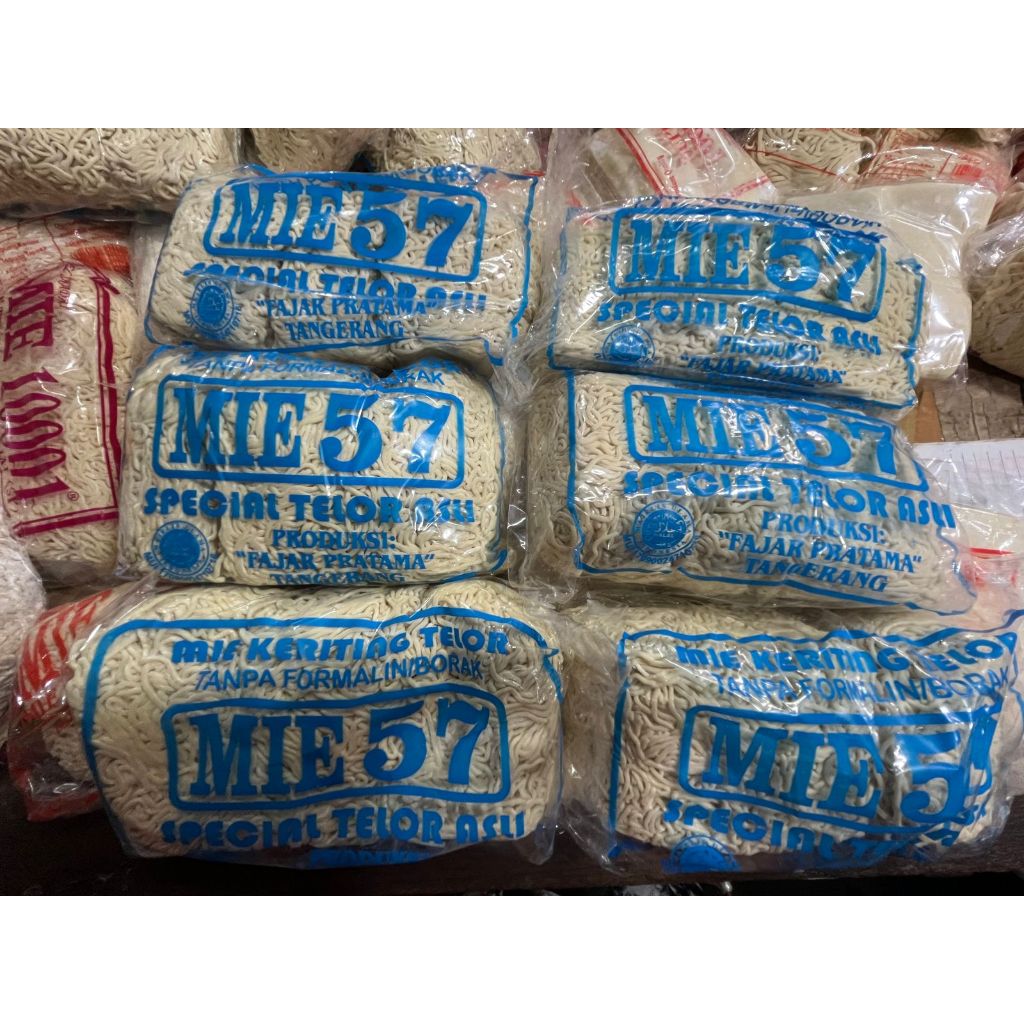 MIE 57
SPECIAL TELOR ASLI
"FAJAR PRATAMA"
TANGERANG
MIE 57
SPECIAL TELOR ASLI
PRODUKSI:
"FAJAR PRATAMA"
MIE 1001
®
TANPA FORMALIN/BORAK
MIE 57
SPECIAL TELOR ASLI
PRODUKSI:
"FAJAR PRATAMA"
TANGERANG
MIE 57
SPECIAL TELOR ASLI
PRODUKSI:
"FAJAR PRATAMA"
TANGERANG
MIE KERITING TELOR
TANPA FORMALIN/BORAK
MIE 57
SPECIAL TELOR ASLI
MIE KERITING TELO
TANPA FORMALIN/BORAK
MIE 5
SPECIAL TELO